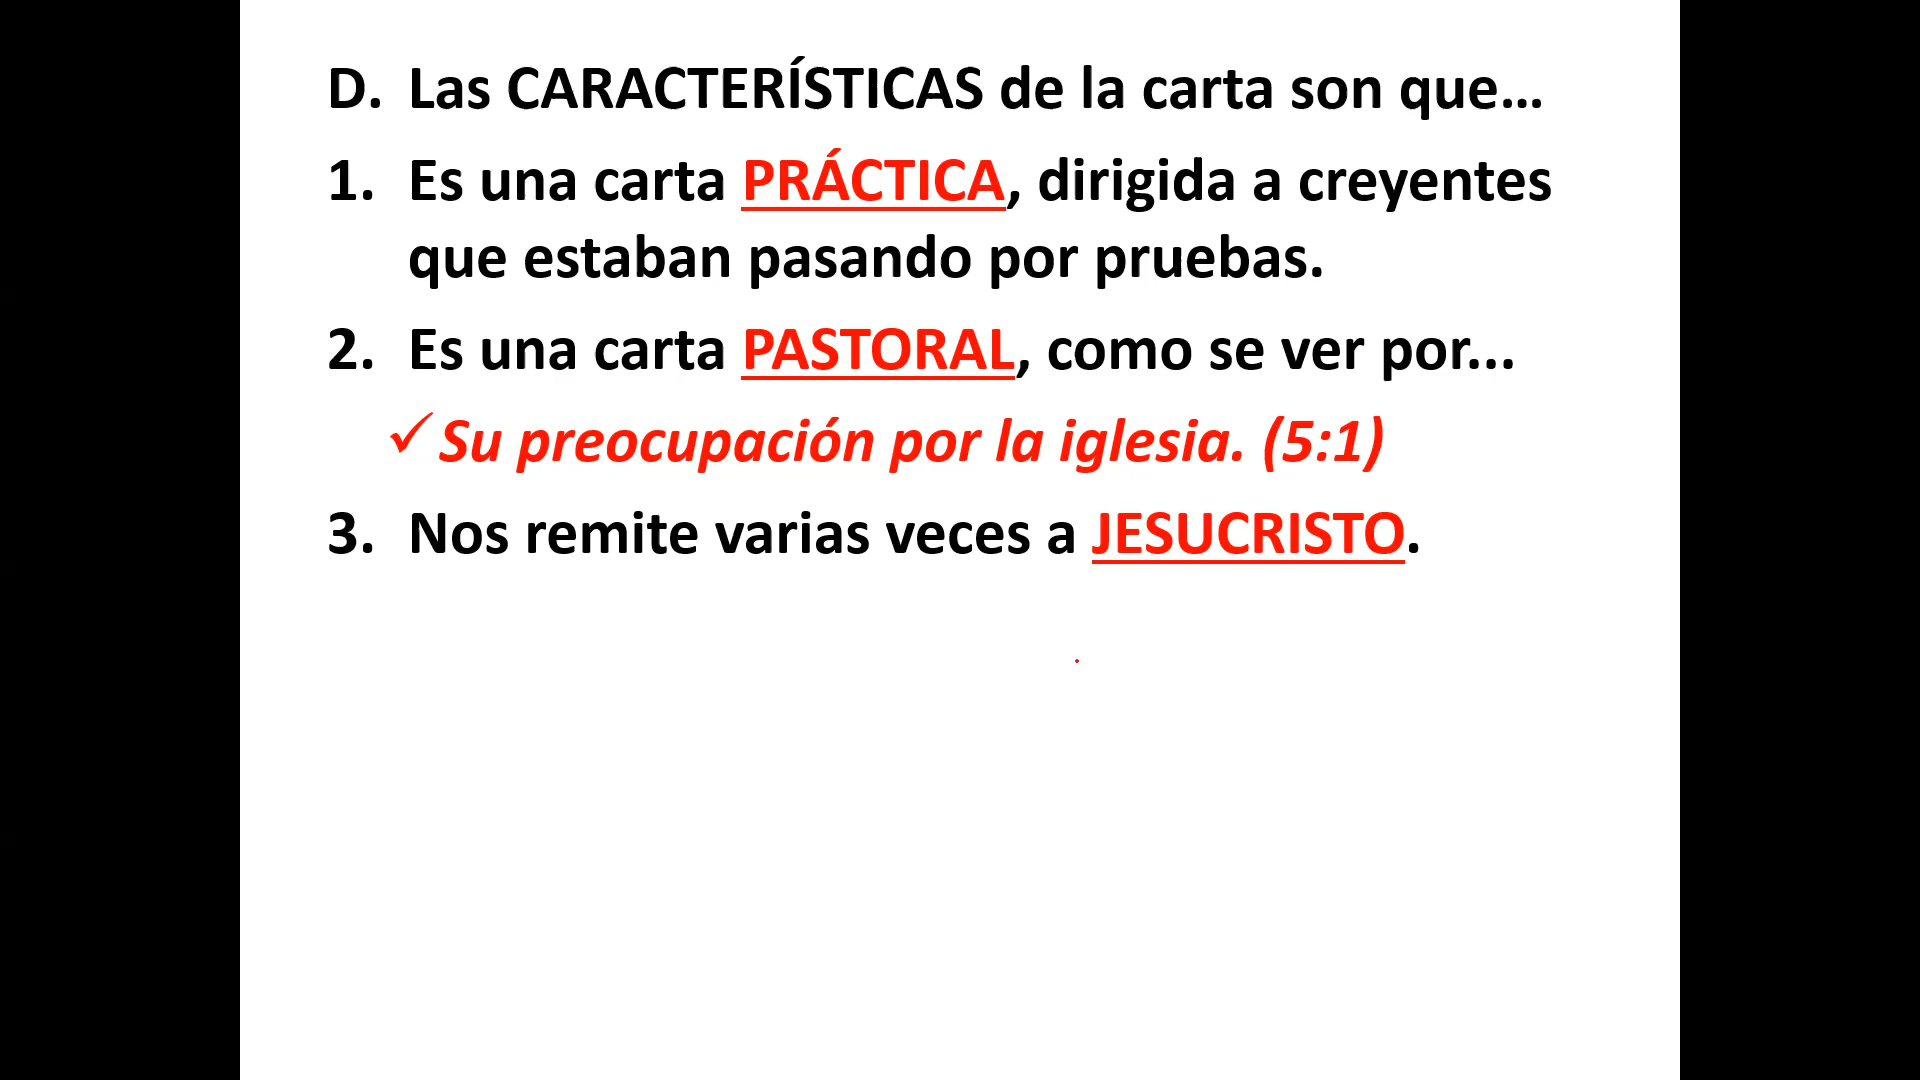 D. Las CARACTERÍSTICAS de la carta son que...
1. Es una carta PRÁCTICA, dirigida a creyentes
que estaban pasando por pruebas.
2. Es una carta PASTORAL, como se ver por...
✓ Su preocupación por la iglesia. (5:1)
3. Nos remite varias veces a JESUCRISTO.